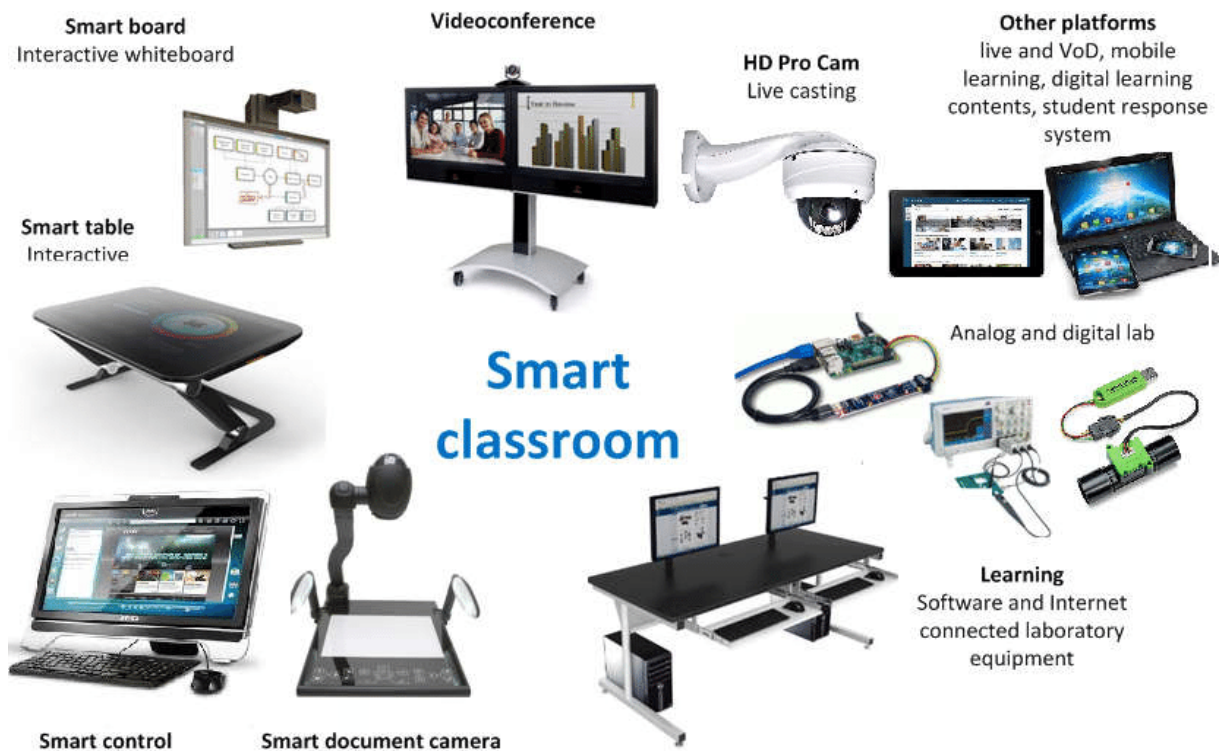 Smart board
Interactive whiteboard
Videoconference
HD Pro Cam
Live casting
Other platforms
live and VoD, mobile
learning, digital learning
contents, student response
system
Smart table
Interactive
Analog and digital lab
Smart
classroom
Learning
Software and Internet
connected laboratory
equipment
Smart control
Smart document camera